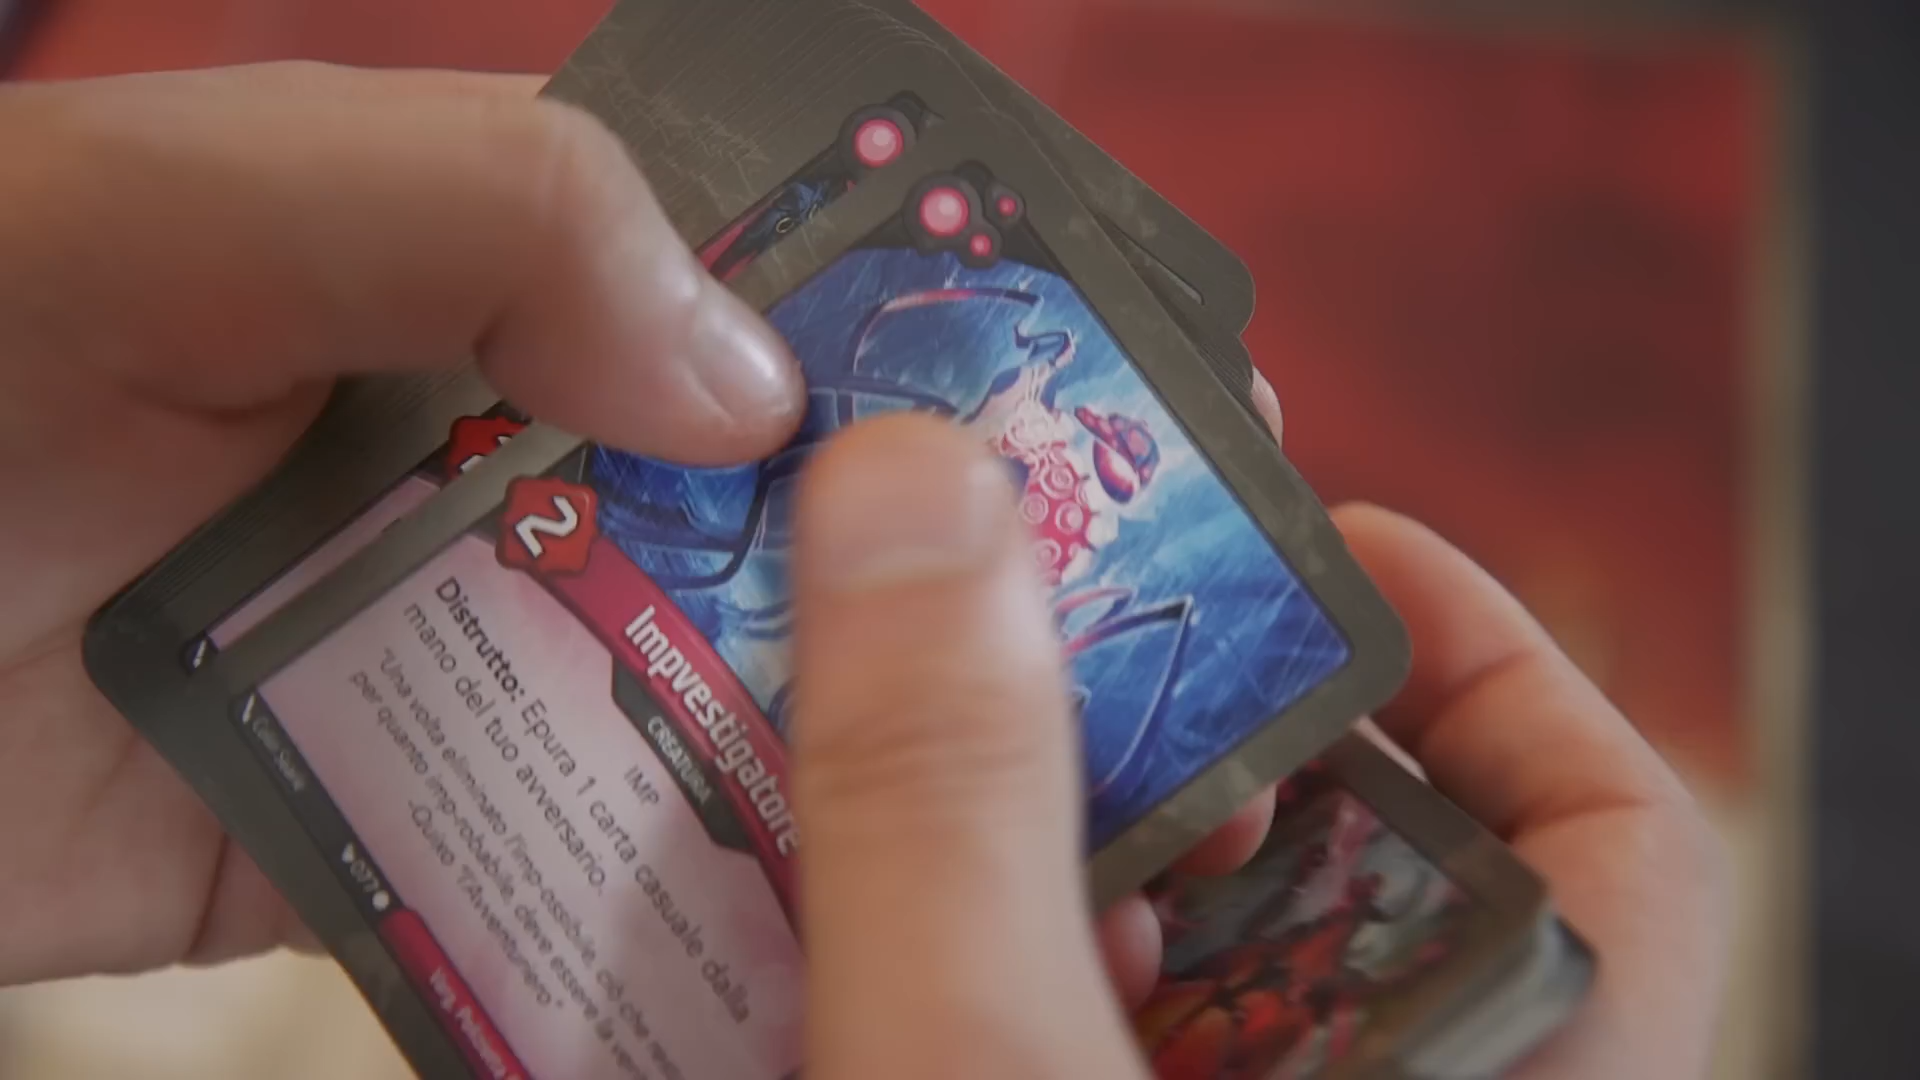 2
Impvestigatore
CREATURA
IMP
Distrutto: Epura 1 carta casuale dalla
mano del tuo avversario.
"Una volta eliminato l'imp-ossibile, ciò che
per quanto imp-robabile, deve essere la
-Quixo "l'Avventuriero"
077